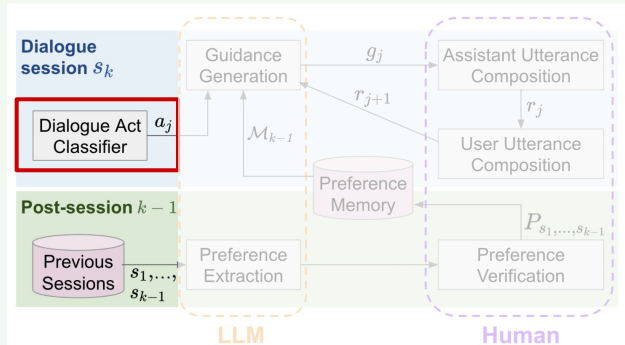 Dialogue
session $s_k$
Guidance
Generation
$g_j$
Assistant Utterance
Composition
$r_{j+1}$
$r_j$
Dialogue Act
Classifier
$a_j$
$\mathcal{M}_{k-1}$
User Utterance
Composition
Preference
Memory
Post-session $k-1$
$P_{s_1,...,s_{k-1}}$
Previous
Sessions
$s_1,...,$
$s_{k-1}$
Preference
Extraction
Preference
Verification
LLM
Human